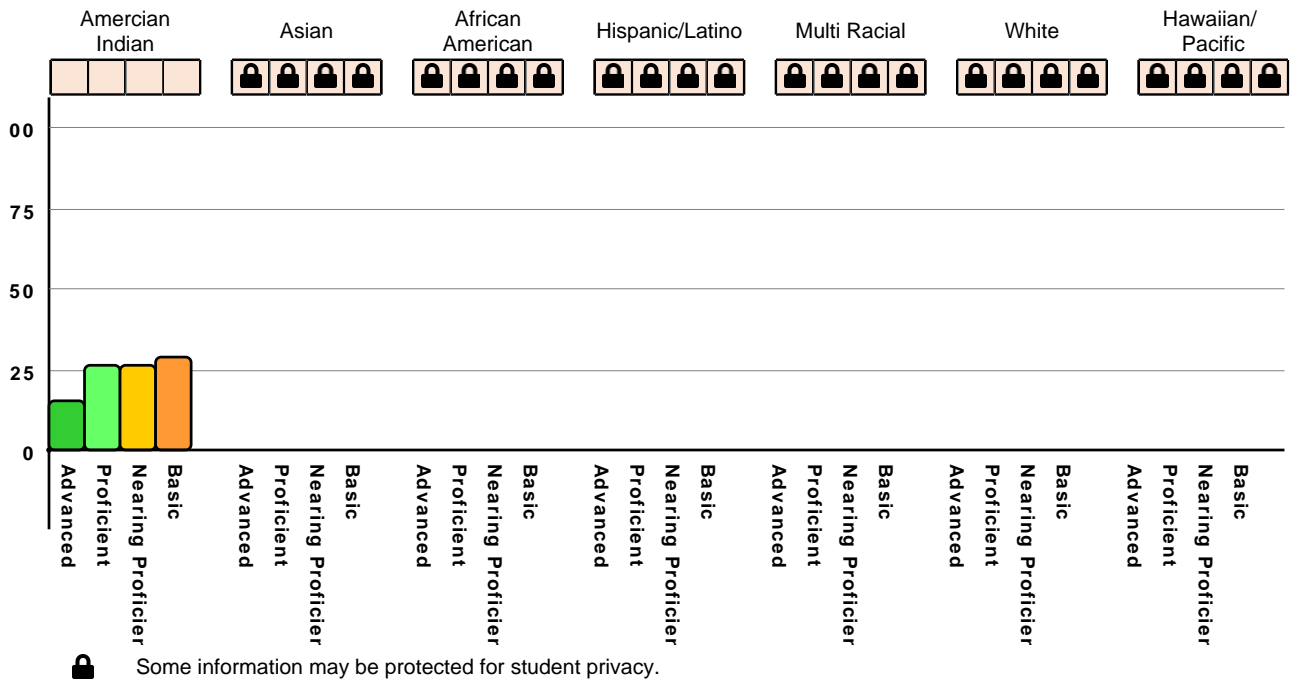 Amercian
Indian
Asian
African
American
Hispanic/Latino
Multi Racial
White
Hawaiian/
Pacific
00
75
50
25
0
Advanced
Proficient
Nearing Proficier
Basic
Advanced
Proficient
Nearing Proficier
Basic
Advanced
Proficient
Nearing Proficier
Basic
Advanced
Proficient
Nearing Proficier
Basic
Advanced
Proficient
Nearing Proficier
Basic
Advanced
Proficient
Nearing Proficier
Basic
Advanced
Proficient
Nearing Proficier
Basic
Some information may be protected for student privacy.